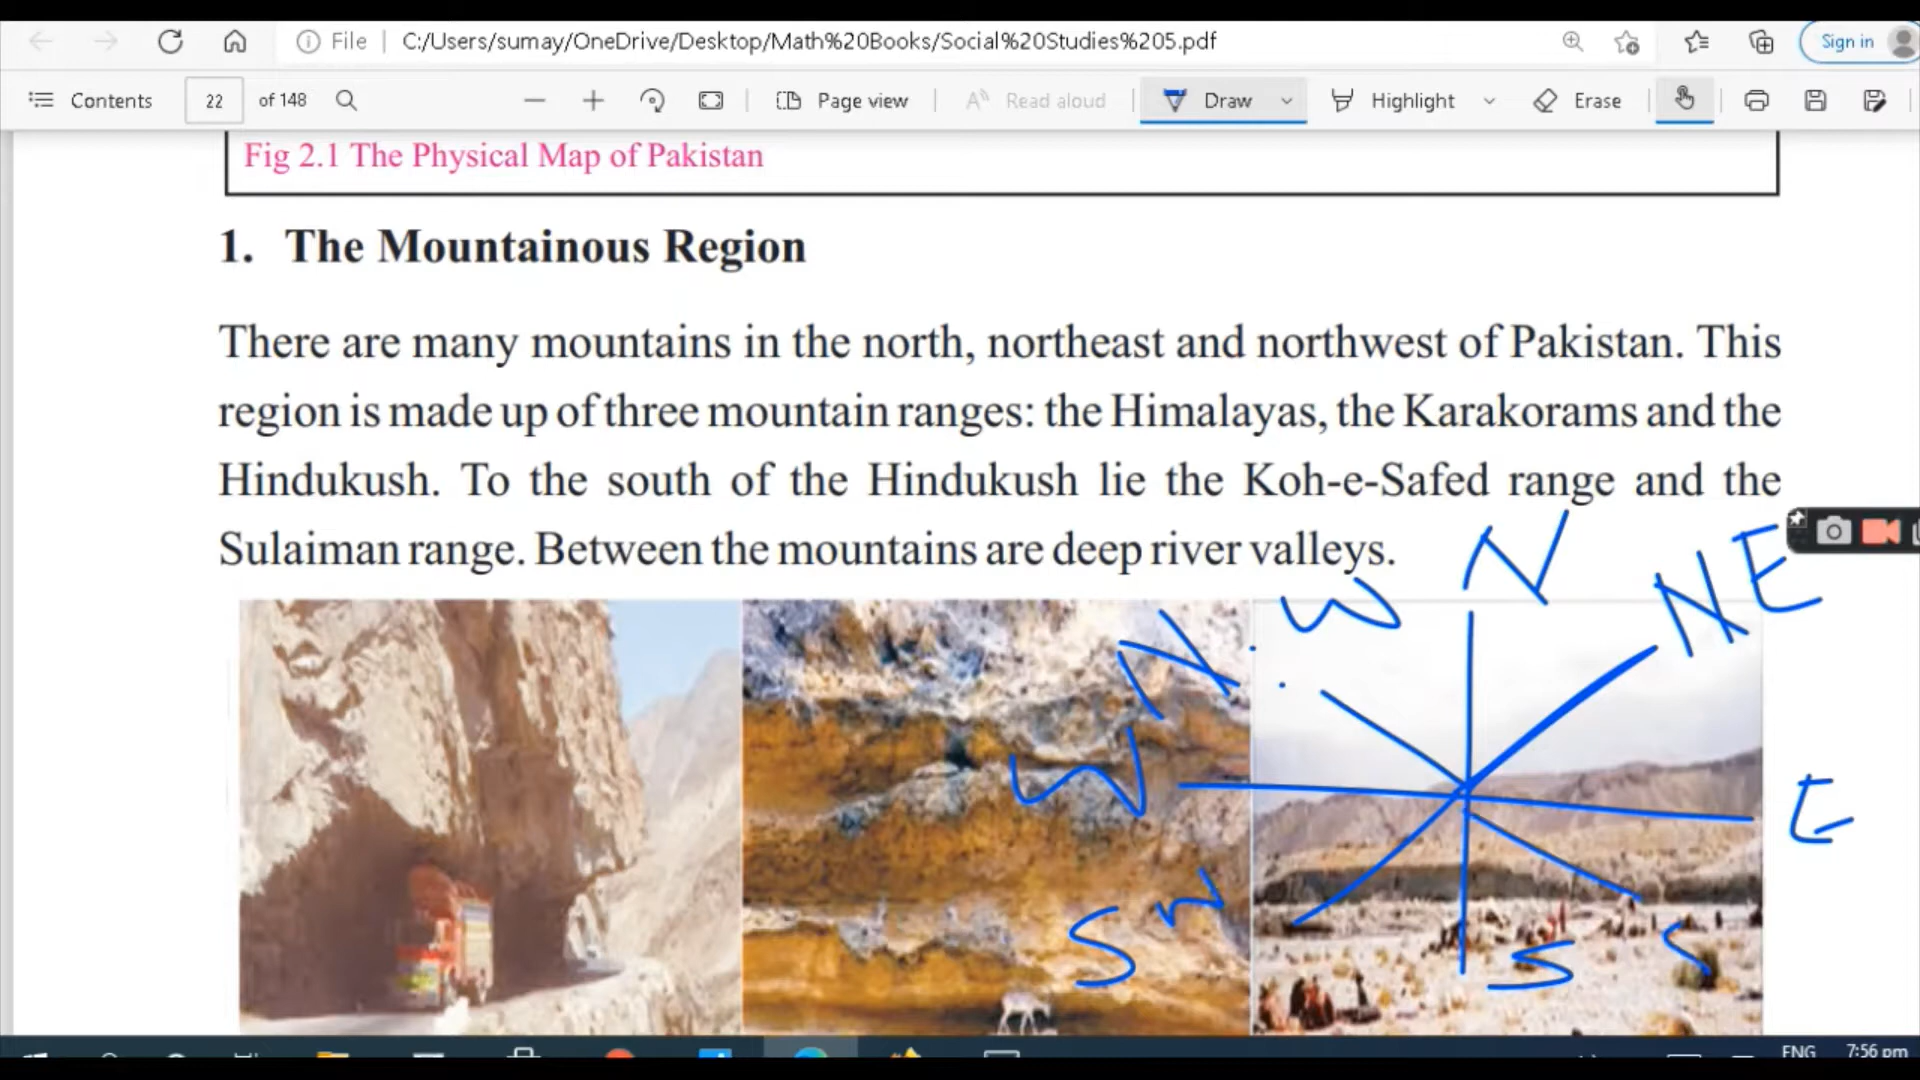 File C:/Users/sumay/OneDrive/Desktop/Math%20Books/Social%20Studies%205.pdf Sign in
Contents 22 of 148 Page view Read aloud Draw Highlight Erase
Fig 2.1 The Physical Map of Pakistan
1. The Mountainous Region
There are many mountains in the north, northeast and northwest of Pakistan. This
region is made up of three mountain ranges: the Himalayas, the Karakorams and the
Hindukush. To the south of the Hindukush lie the Koh-e-Safed range and the
Sulaiman range. Between the mountains are deep river valleys.
N
N.W
NE
W
E
SW
S
S
ENG 7:56 pm